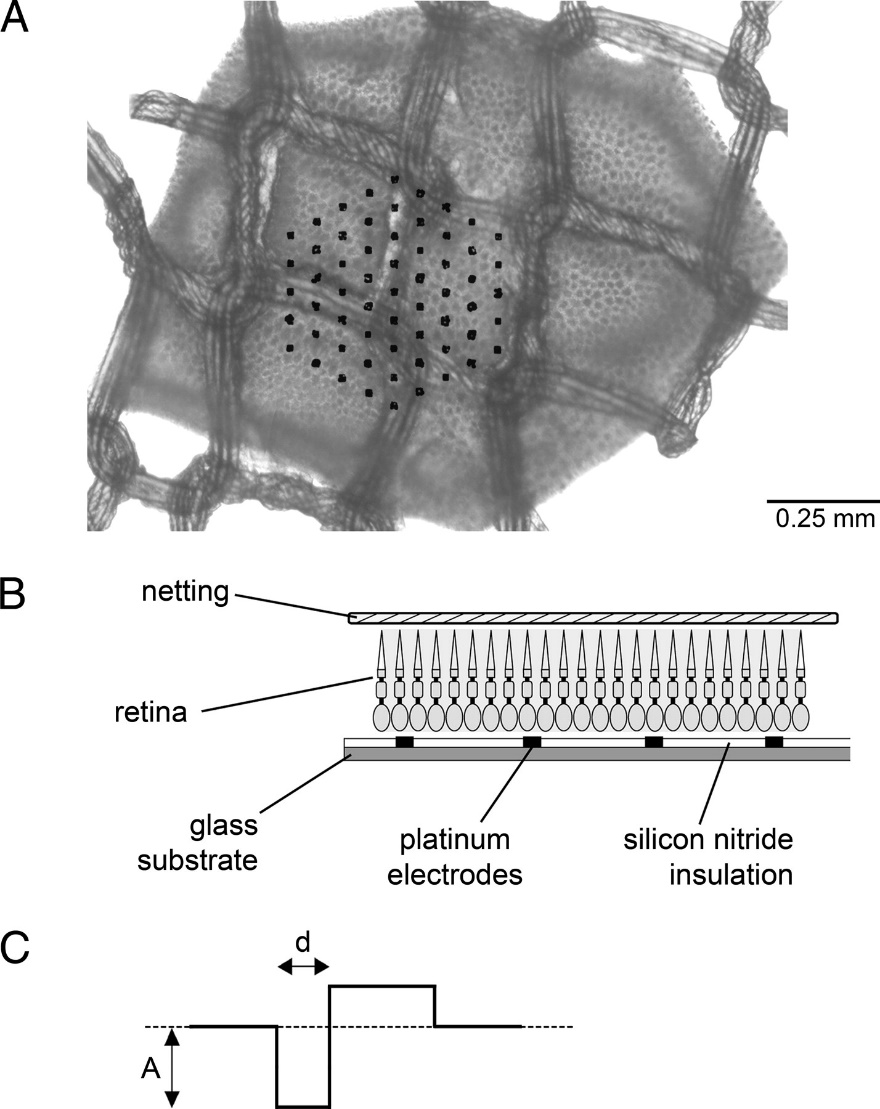 A
0.25 mm
B
netting
retina
glass
substrate
platinum
electrodes
silicon nitride
insulation
C
d
A